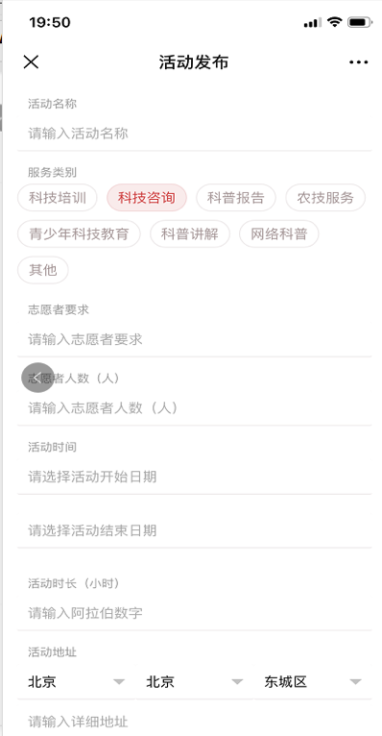 19:50
活动发布
活动名称
请输入活动名称
服务类别
科技培训 科技咨询 科普报告 农技服务
青少年科技教育 科普讲解 网络科普
其他
志愿者要求
请输入志愿者要求
志愿者人数（人）
请输入志愿者人数（人）
活动时间
请选择活动开始日期
请选择活动结束日期
活动时长（小时）
请输入阿拉伯数字
活动地址
北京 北京 东城区
请输入详细地址